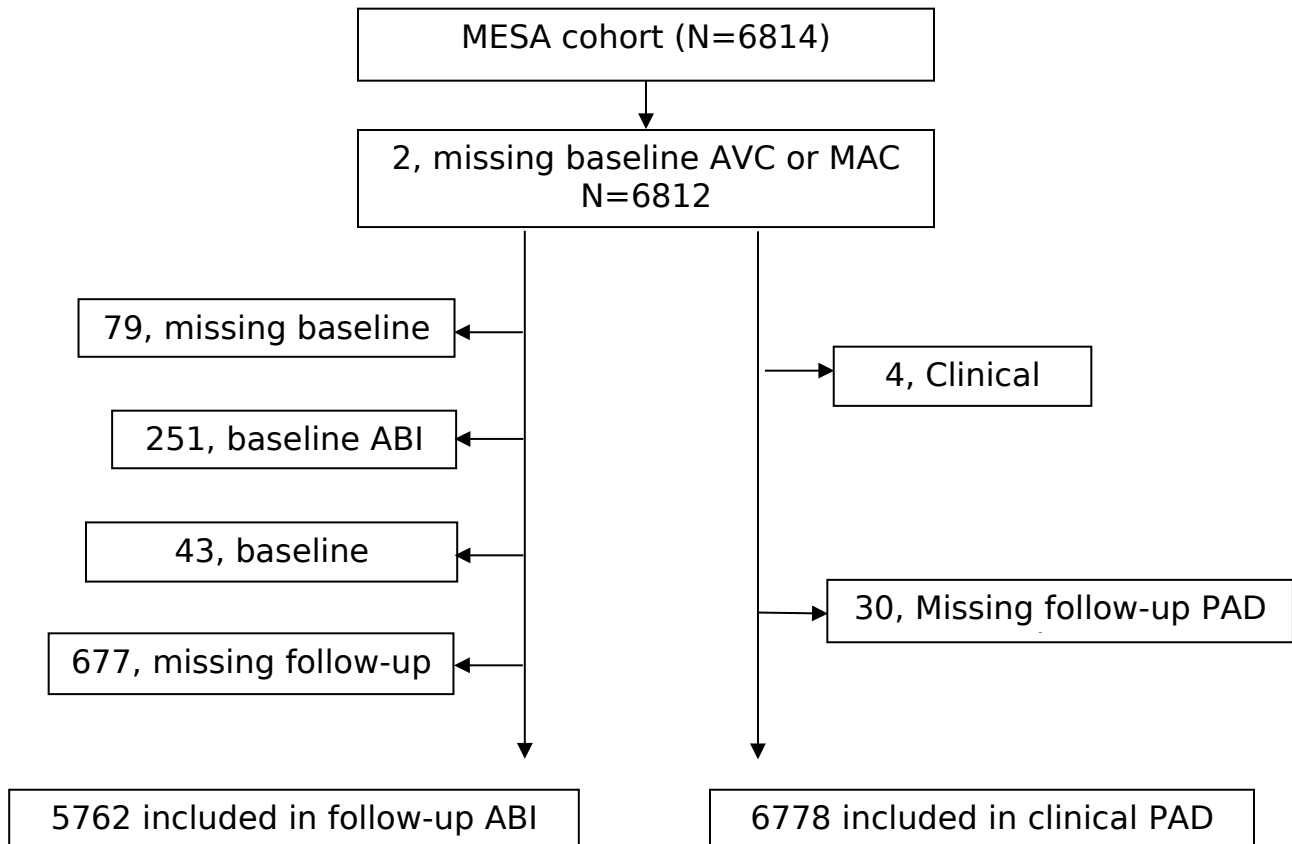 MESA cohort (N=6814)
2, missing baseline AVC or MAC
N=6812
79, missing baseline
4, Clinical
251, baseline ABI
43, baseline
30, Missing follow-up PAD
677, missing follow-up
5762 included in follow-up ABI
6778 included in clinical PAD